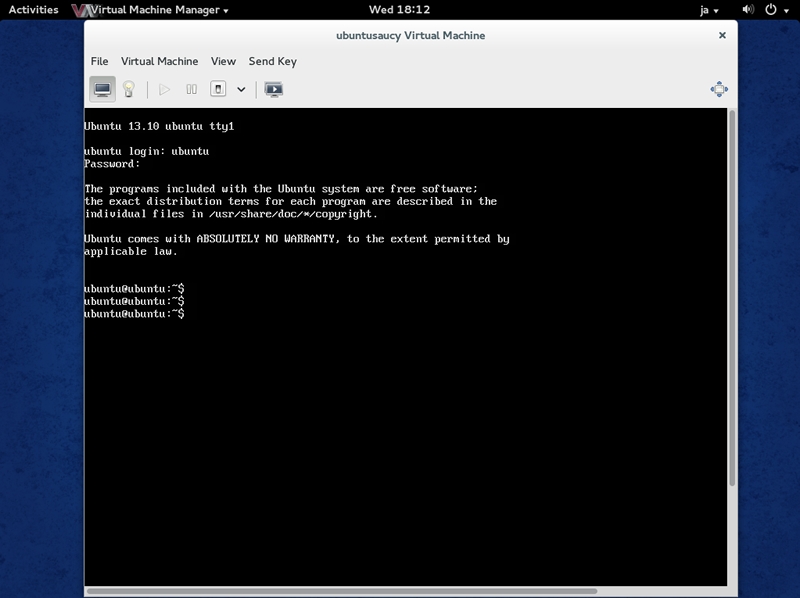 Activities Virtual Machine Manager Wed 18:12 ja
ubuntusaucy Virtual Machine
File Virtual Machine View Send Key
Ubuntu 13.10 ubuntu tty1
ubuntu login: ubuntu
Password:
The programs included with the Ubuntu system are free software;
the exact distribution terms for each program are described in the
individual files in /usr/share/doc/*/copyright.
Ubuntu comes with ABSOLUTELY NO WARRANTY, to the extent permitted by
applicable law.
ubuntu@ubuntu:~$
ubuntu@ubuntu:~$
ubuntu@ubuntu:~$